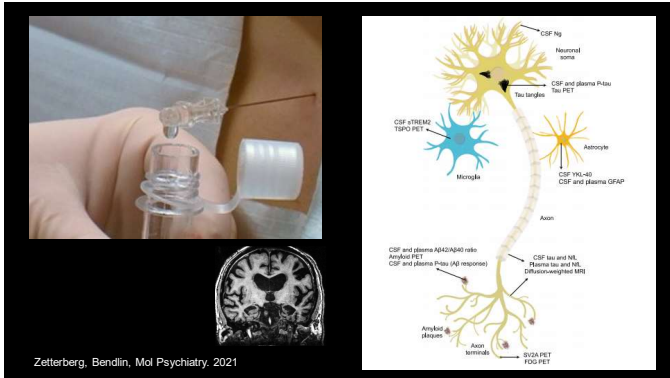 CSF Ng
Neuronal
soma
CSF and plasma P-tau
Tau PET
Tau tangles
CSF sTREM2
TSPO PET
Microglia
Astrocyte
CSF YKL-40
CSF and plasma GFAP
Axon
CSF and plasma Aβ42/Aβ40 ratio
Amyloid PET
CSF and plasma P-tau (Aβ response)
CSF tau and NfL
Plasma tau and NfL
Diffusion-weighted MRI
Amyloid
plaques
Axon
terminals
SV2A PET
FDG PET
Zetterberg, Bendlin, Mol Psychiatry. 2021